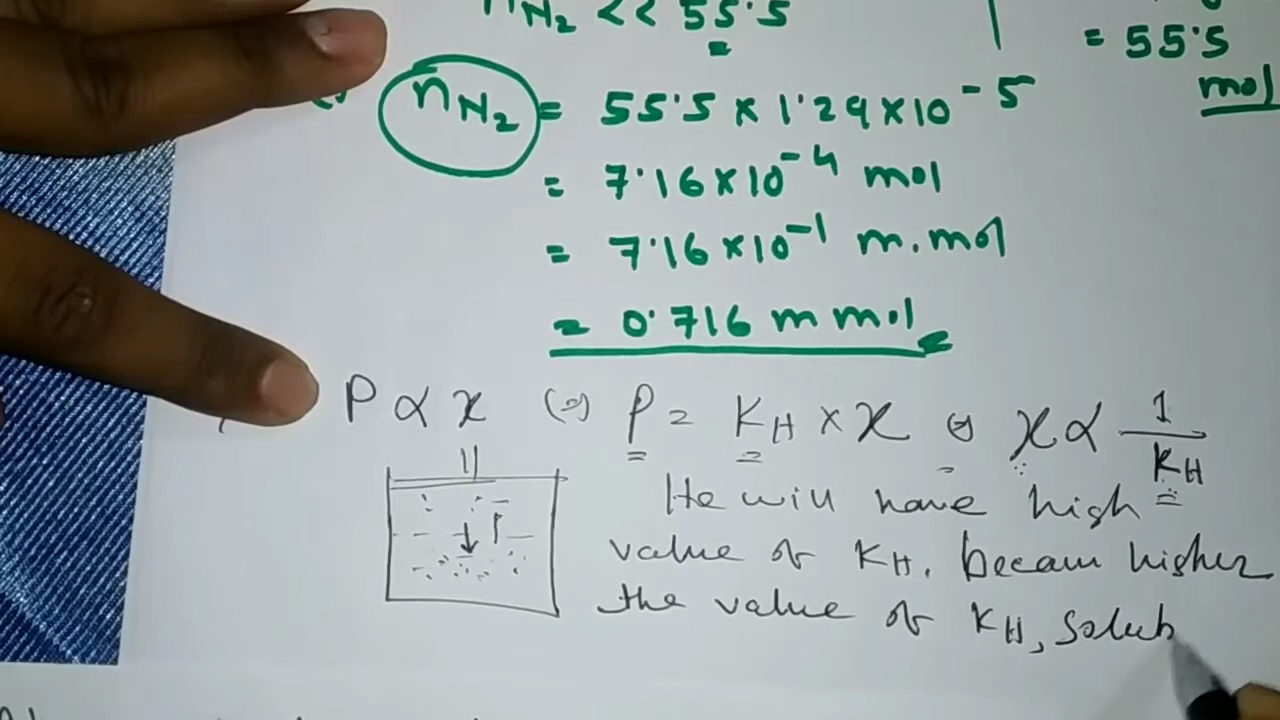 nN₂ << 55.5
= 55.5
mol
nN₂ = 55.5 × 1.29 × 10⁻⁵
= 7.16 × 10⁻⁴ mol
= 7.16 × 10⁻¹ m.mol
= 0.716 m mol
P ∝ x (or) P = KH × x or x ∝ 1/KH
He will have high
value of KH. becau higher
the value of KH, Solub